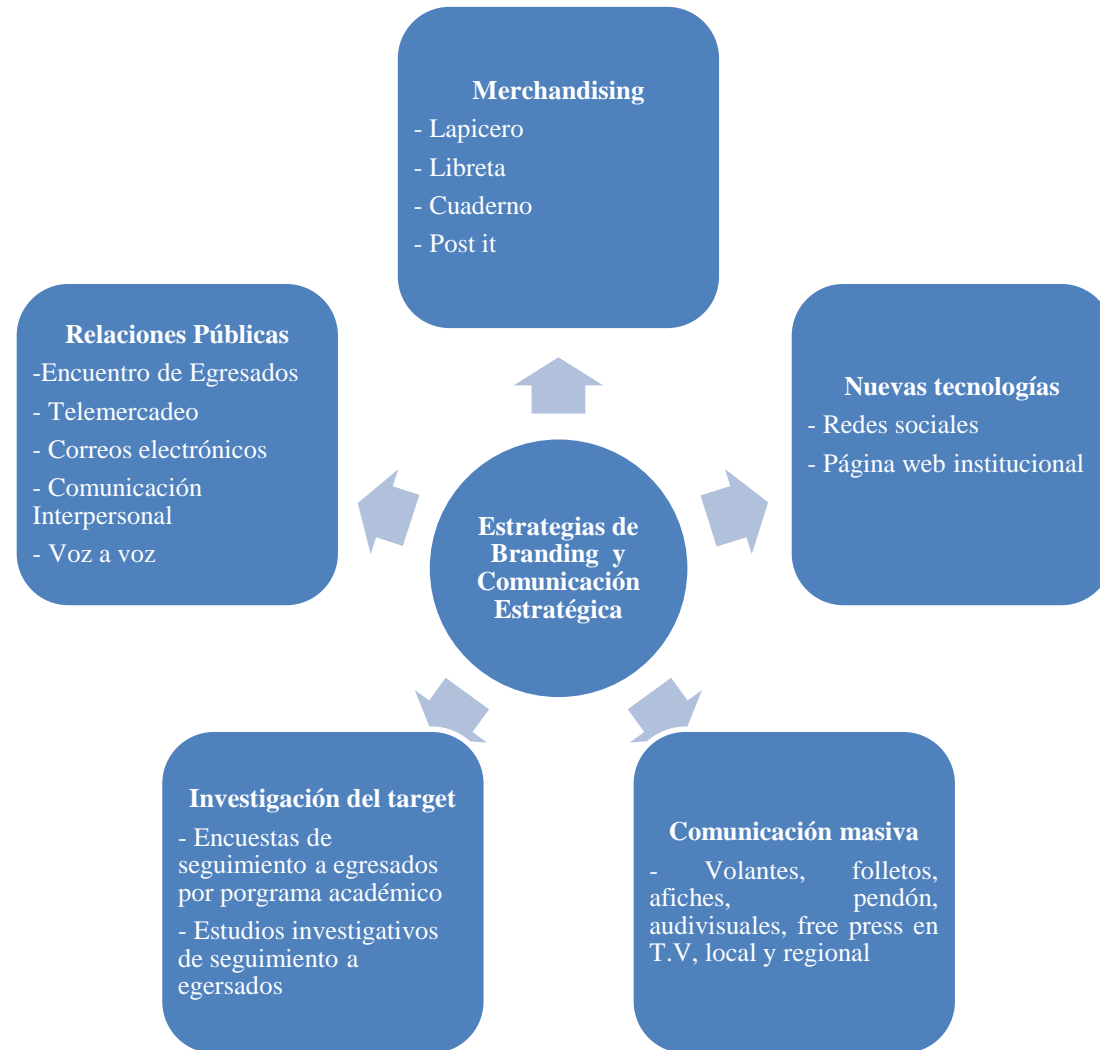 Merchandising
- Lapicero
- Libreta
- Cuaderno
- Post it
Relaciones Públicas
-Encuentro de Egresados
- Telemercadeo
- Correos electrónicos
- Comunicación
Interpersonal
- Voz a voz
Nuevas tecnologías
- Redes sociales
- Página web institucional
Estrategias de
Branding y
Comunicación
Estratégica
Investigación del target
- Encuestas de
seguimiento a egresados
por porgrama académico
- Estudios investigativos
de seguimiento a
egersados
Comunicación masiva
- Volantes, folletos,
afiches, pendón,
audivisuales, free press en
T.V, local y regional